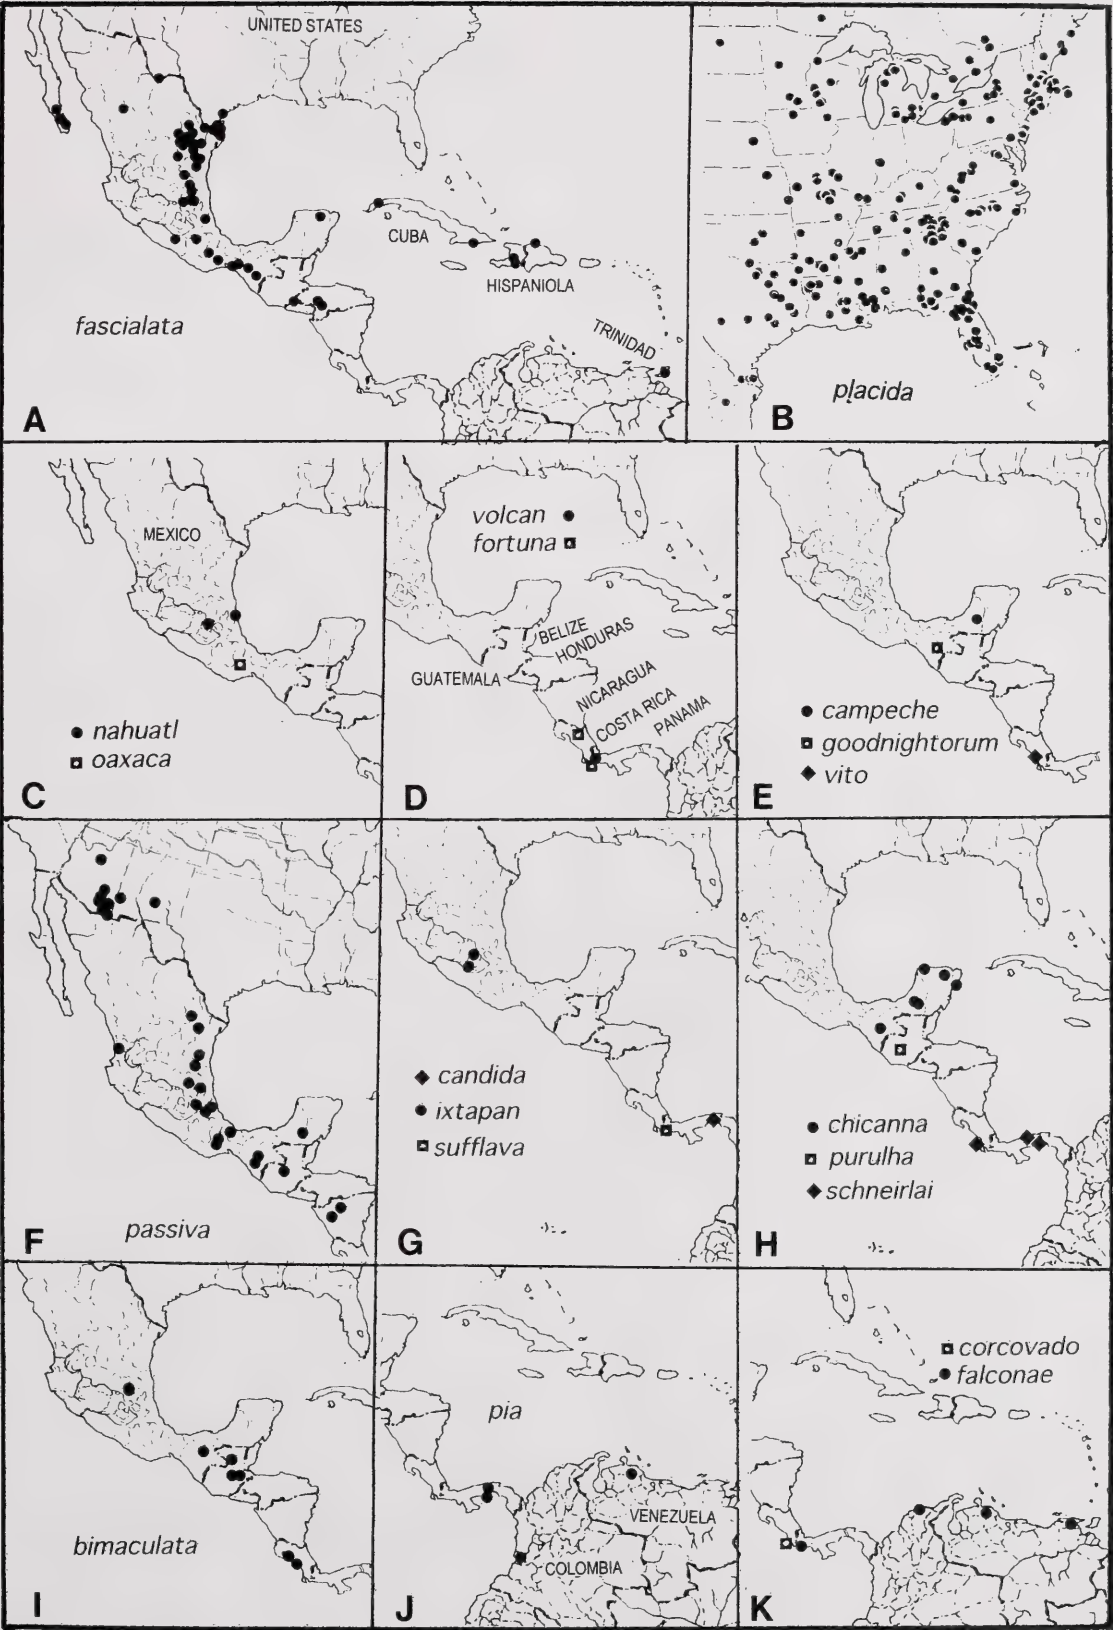 UNITED STATES
CUBA
HISPANIOLA
TRINIDAD
fascialata
A
placida
B
MEXICO
nahuatl
oaxaca
C
volcan
fortuna
BELIZE
HONDURAS
GUATEMALA
NICARAGUA
COSTA RICA
PANAMA
D
campeche
goodnightorum
vito
E
passiva
F
candida
ixtapan
sufflava
G
chicanna
purulha
schneirlai
H
bimaculata
I
pia
VENEZUELA
COLOMBIA
J
corcovado
falconae
K